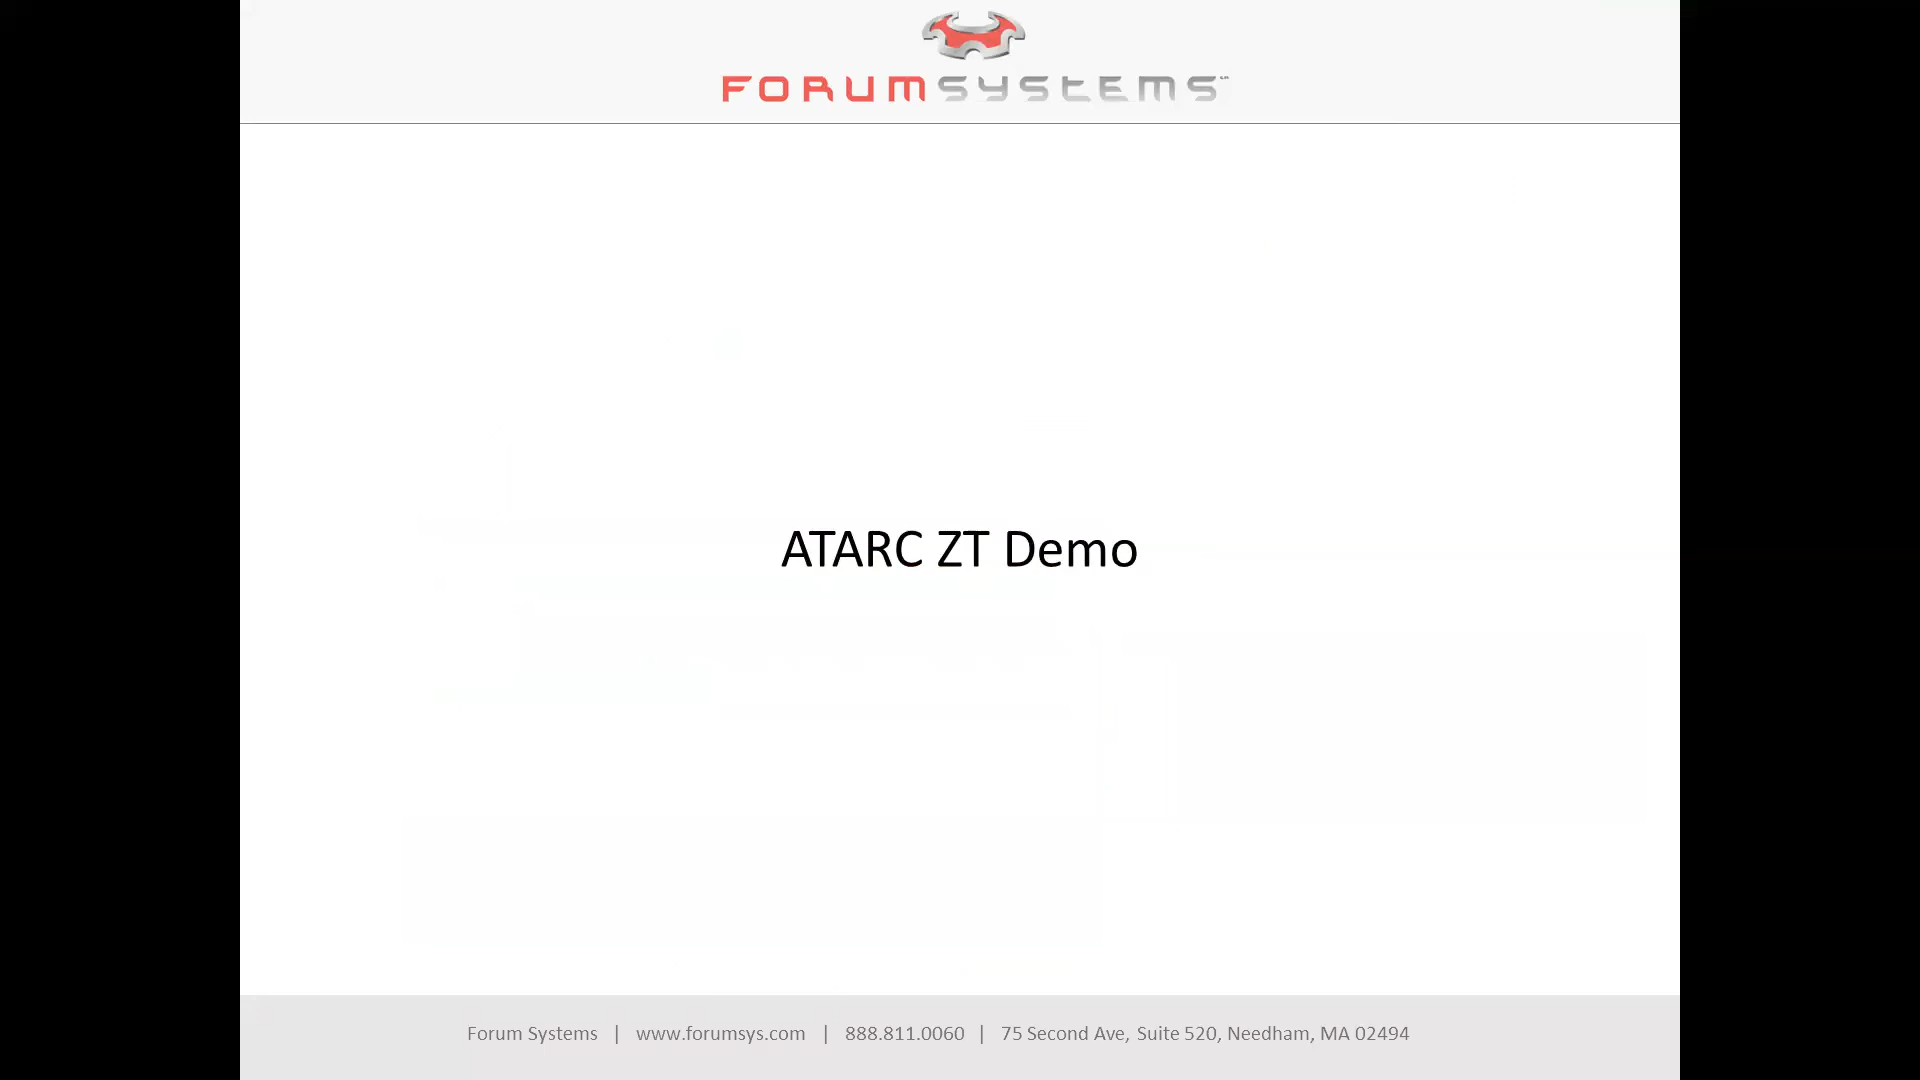 FORUMSYSTEMS
ATARC ZT Demo
Forum Systems | www.forumsys.com | 888.811.0060 | 75 Second Ave, Suite 520, Needham, MA 02494